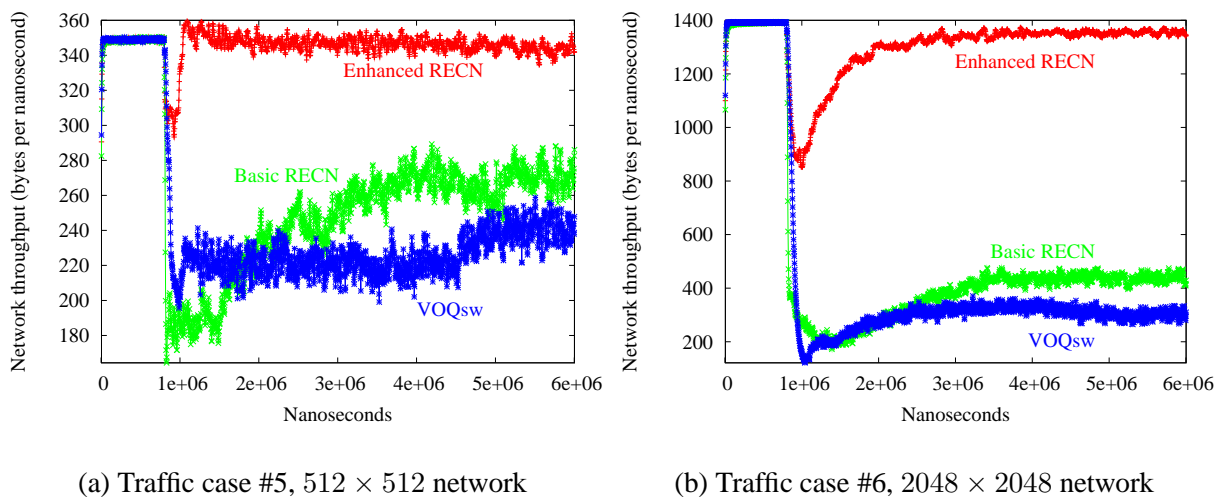 Network throughput (bytes per nanosecond)
360
340
320
300
280
260
240
220
200
180
0
1e+06
2e+06
3e+06
4e+06
5e+06
6e+06
Nanoseconds
Enhanced RECN
Basic RECN
VOQsw
(a) Traffic case #5, 512 × 512 network
Network throughput (bytes per nanosecond)
1400
1200
1000
800
600
400
200
0
1e+06
2e+06
3e+06
4e+06
5e+06
6e+06
Nanoseconds
Enhanced RECN
Basic RECN
VOQsw
(b) Traffic case #6, 2048 × 2048 network